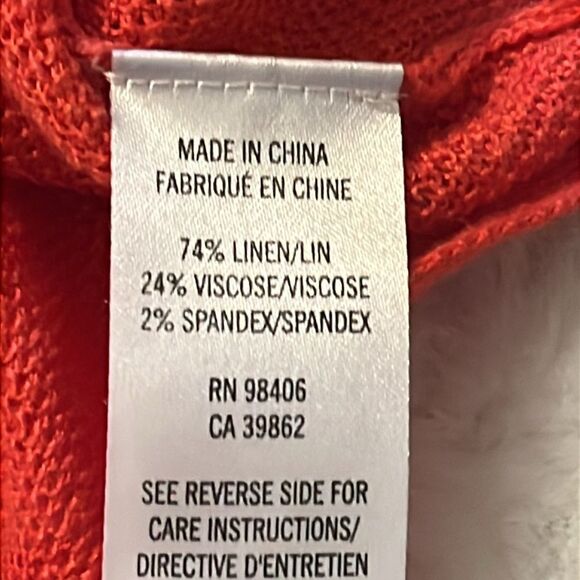 MADE IN CHINA
FABRIQUÉ EN CHINE
74% LINEN/LIN
24% VISCOSE/VISCOSE
2% SPANDEX/SPANDEX
RN 98406
CA 39862
SEE REVERSE SIDE FOR
CARE INSTRUCTIONS/
DIRECTIVE D'ENTRETIEN